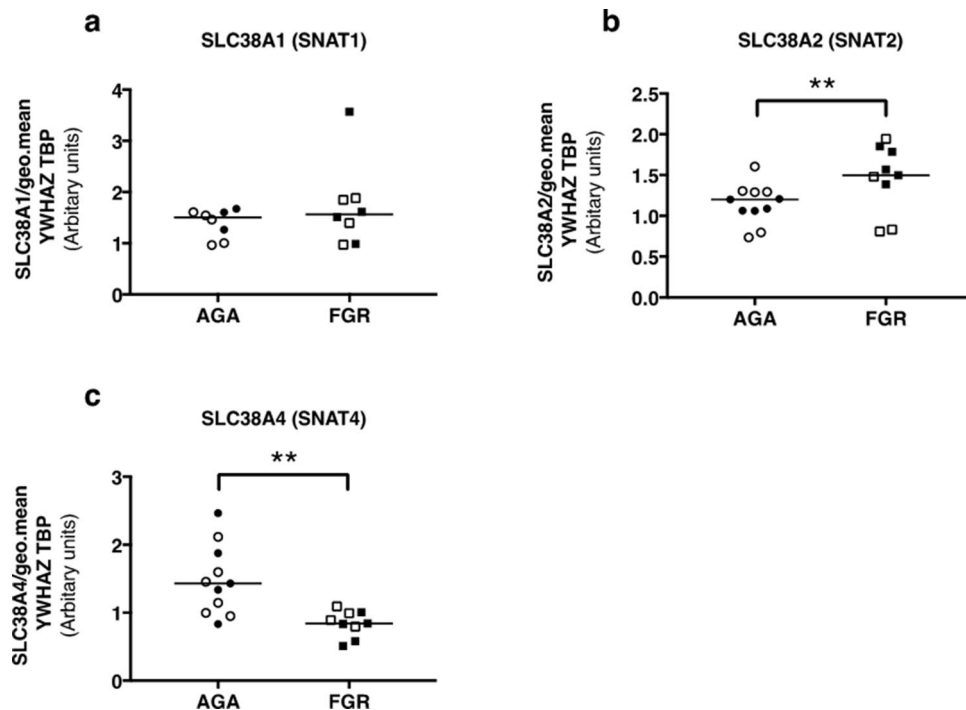 a
SLC38A1 (SNAT1)
SLC38A1/geo.mean
YWHAZ TBP
(Arbitary units)
4
3
2
1
0
AGA
FGR
b
SLC38A2 (SNAT2)
SLC38A2/geo.mean
YWHAZ TBP
(Arbitary units)
2.5
2.0
1.5
1.0
0.5
0.0
**
AGA
FGR
c
SLC38A4 (SNAT4)
SLC38A4/geo.mean
YWHAZ TBP
(Arbitary units)
3
2
1
0
**
AGA
FGR